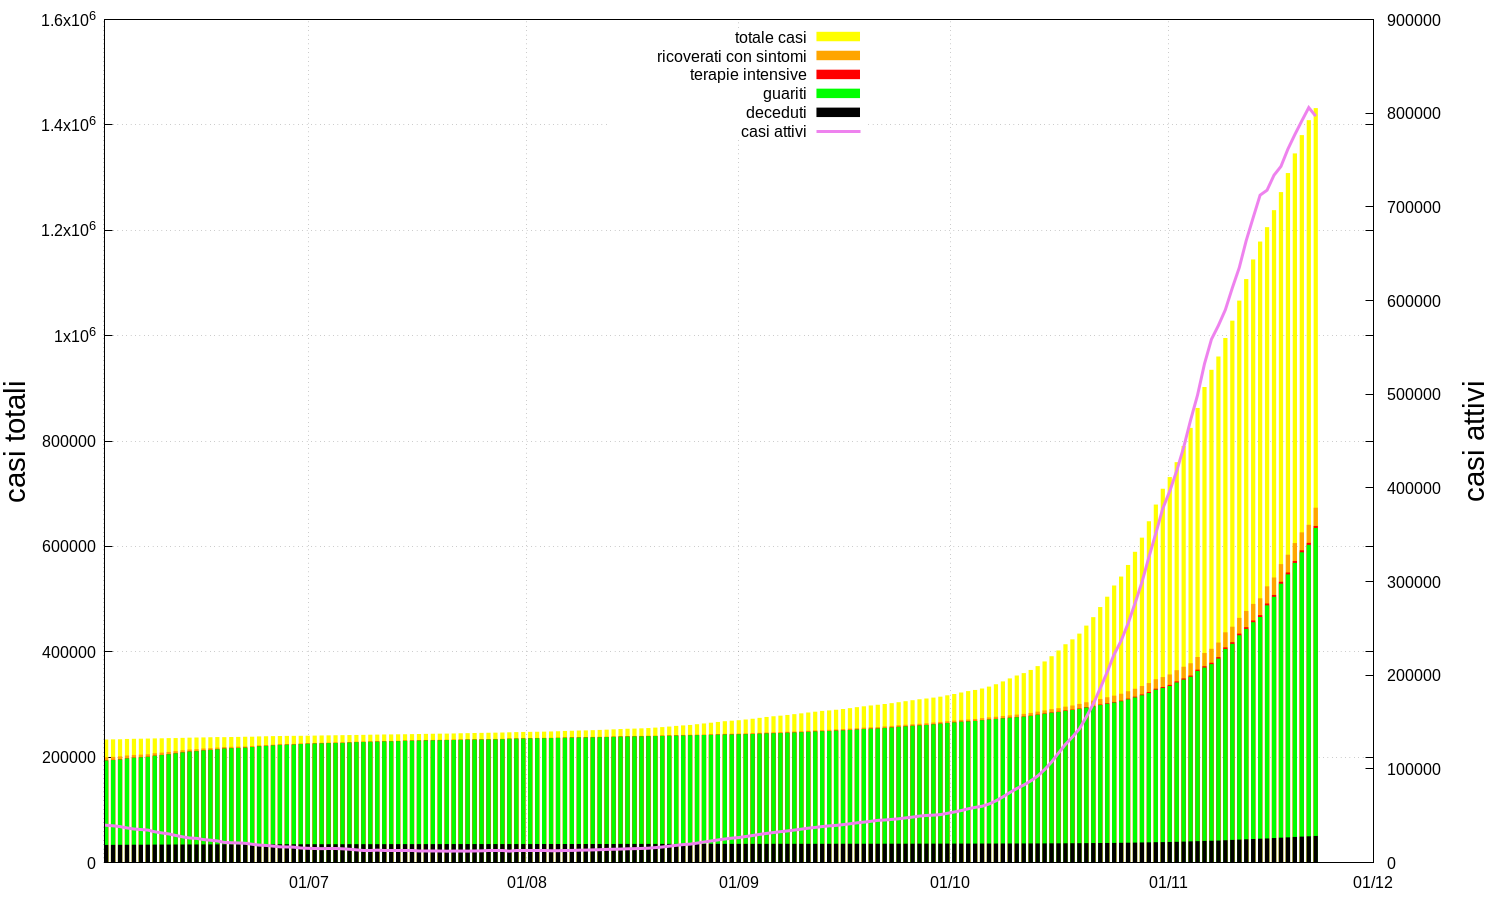 1.6x10^6
1.4x10^6
1.2x10^6
1x10^6
800000
600000
400000
200000
0
casi totali
totale casi
ricoverati con sintomi
terapie intensive
guariti
deceduti
casi attivi
900000
800000
700000
600000
500000
400000
300000
200000
100000
0
casi attivi
01/07
01/08
01/09
01/10
01/11
01/12